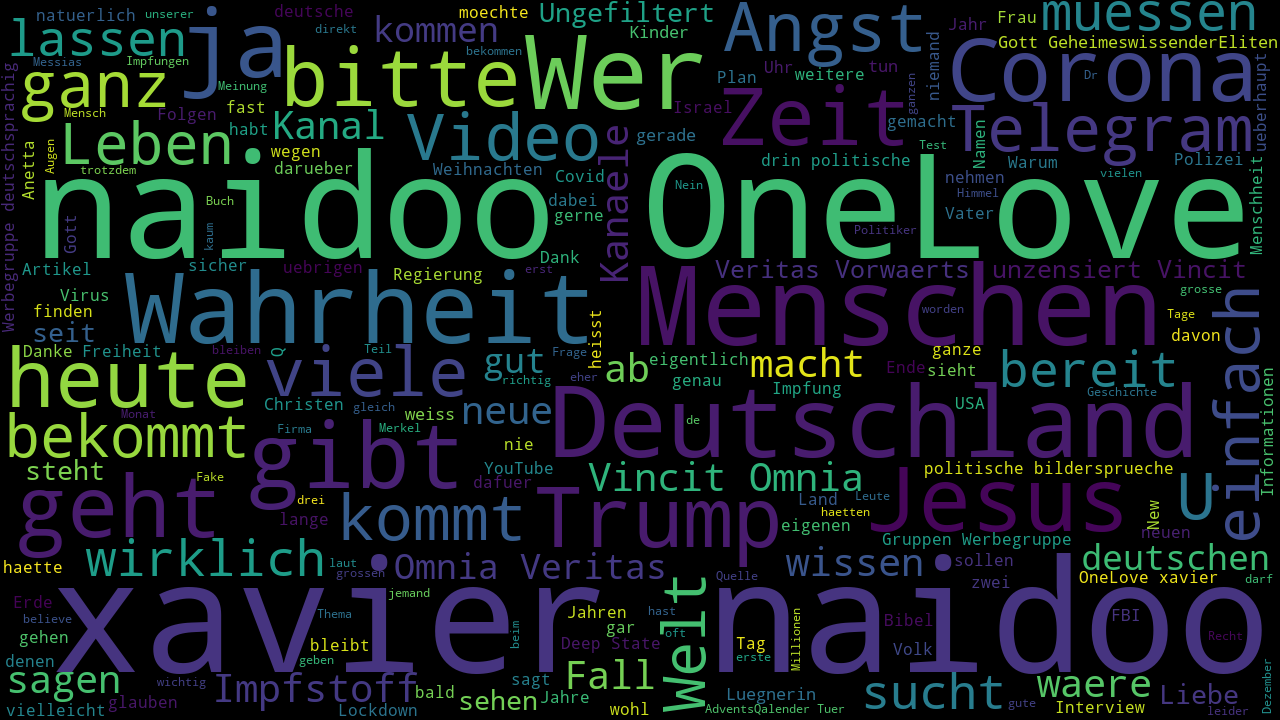 natuerlich unserer deutsche moechte Ungefiltert Angst muessen
direkt kommen Kinder Jahr Frau
lassen ja bitte Wer Corona Gott GeheimeswissenderEliten
Messias Impfungen bekommen Plan Uhr tun niemand Dr ueberhaupt
ganz Meinung weitere ganzen
fast Israel Zeit Telegram
Mensch Folgen Kanal Video gemacht Namen
Leben habt gerade Test
Augen wegen drin politische Warum Polizei
trotzdem darueber Weihnachten Covid Kanaele nehmen vielen
Anetta dabei Nein Himmel Menschheit
naidoo OneLove
Buch gerne Vater
Gott kaum Politiker
Werbegruppe deutschsprachig
Artikel sicher uebrigen Dank erst Veritas Vorwaerts unzensiert Vincit
Regierung
Virus Wahrheit Menschen grosse
finden worden Tage
seit heisst davon
Danke Freiheit bleiben Q Teil gut Frage ab eigentlich macht ganze
heute viele richtig eher genau Ende sieht bereit einfach
Impfung Geschichte
Monat Christen gleich weiss neue Deutschland USA Informationen
bekommt Firma Merkel de
gibt nie
steht YouTube politische bildersprueche
Fake dafuer Vincit Omnia
geht drei Land Leute Jesus U
lange kommt Trump haetten New
eigenen neuen
Gruppen Werbegruppe
wirklich Omnia Veritas wissen sollen deutschen
haette laut
grossen Quelle zwei OneLove xavier darf
Erde jemand
believe Thema Jahren hast Bibel FBI
xavier naidoo
gehen bleibt beim gar oft Millionen Recht
Deep State Welt Tag Volk
denen geben erste
sagen wichtig sagt Fall waere
Impfstoff bald sehen Jahre Luegnerin sucht Liebe
vielleicht glauben Lockdown wohl AdventsQalender Tuer gute Interview leider Dezember